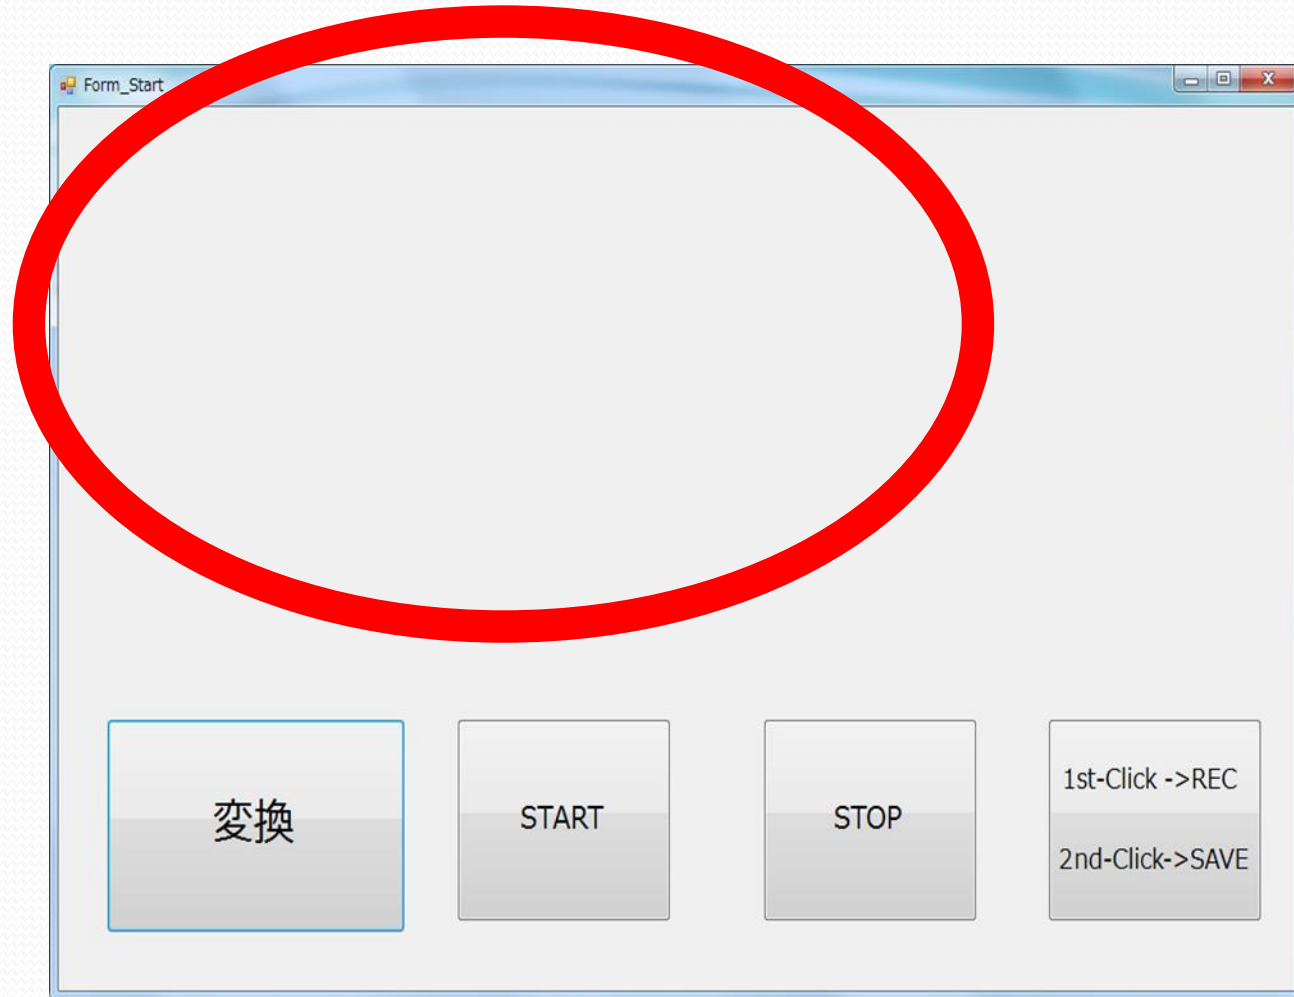 Form_Start
変換
START
STOP
1st-Click ->REC
2nd-Click->SAVE